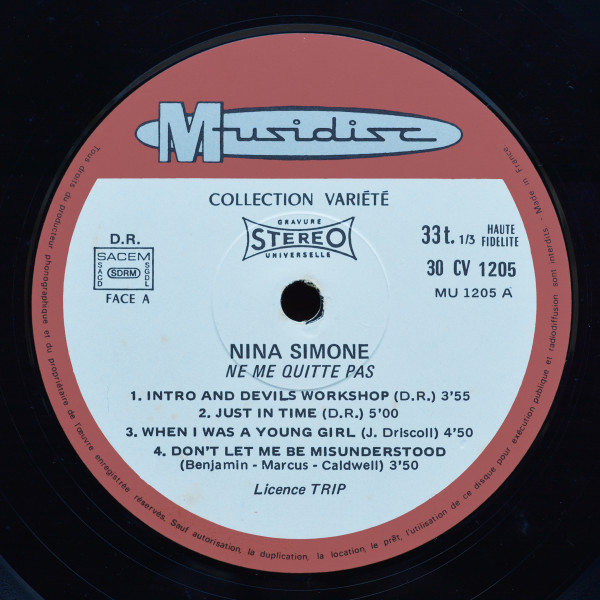 Musidisc
COLLECTION VARIÉTÉ
GRAVURE
STEREO
UNIVERSELLE
D.R.
SACEM
SACD
SDRM
SGDL
FACE A
33 t. 1/3
HAUTE
FIDELITE
30 CV 1205
MU 1205 A
NINA SIMONE
NE ME QUITTE PAS
1. INTRO AND DEVILS WORKSHOP (D.R.) 3'55
2. JUST IN TIME (D.R.) 5'00
3. WHEN I WAS A YOUNG GIRL (J. Driscoll) 4'50
4. DON'T LET ME BE MISUNDERSTOOD
(Benjamin - Marcus - Caldwell) 3'50
Licence TRIP
Tous droits du producteur phonographique et du propriétaire de l'œuvre enregistrée réservés. Sauf autorisation, la duplication, la location, le prêt, l'utilisation de ce disque pour exécution publique et radiodiffusion sont interdits. - Made in France